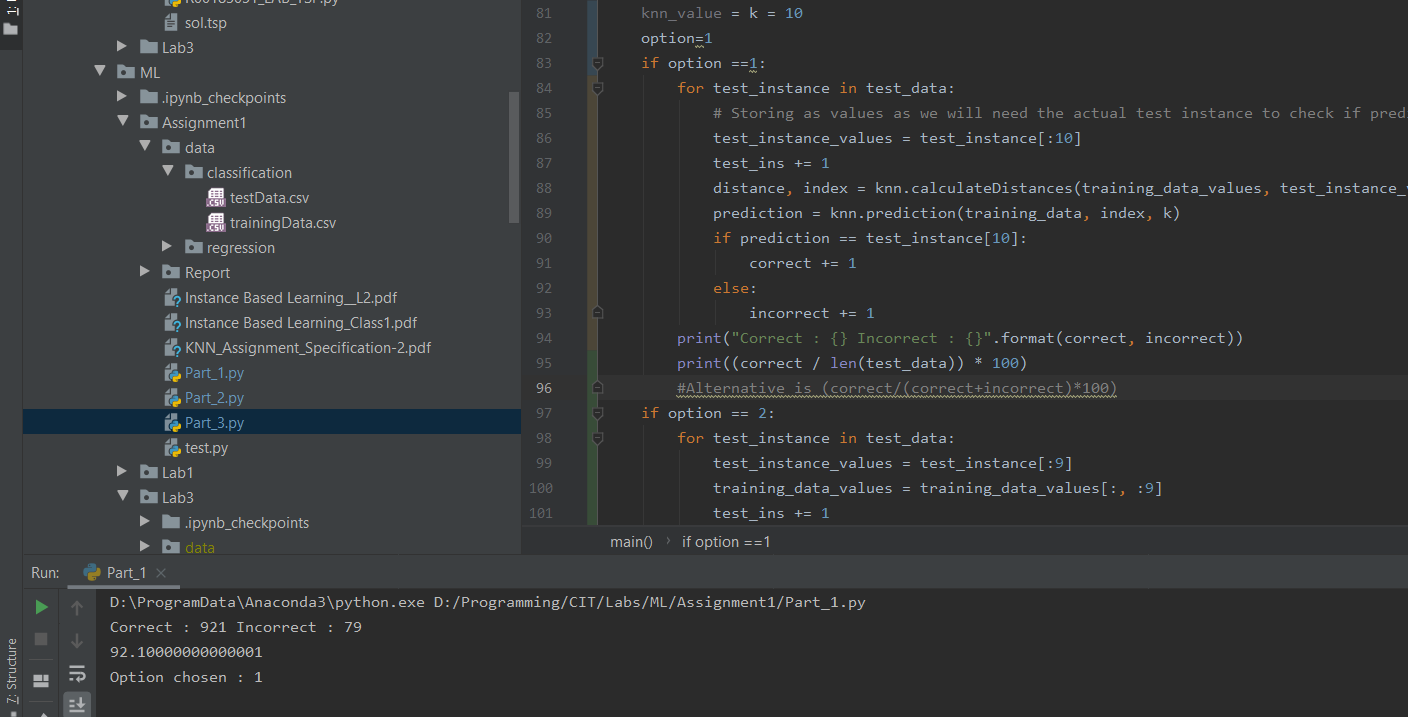 1:
sol.tsp
Lab3
ML
.ipynb_checkpoints
Assignment1
data
classification
testData.csv
trainingData.csv
regression
Report
Instance Based Learning__L2.pdf
Instance Based Learning_Class1.pdf
KNN_Assignment_Specification-2.pdf
Part_1.py
Part_2.py
Part_3.py
test.py
Lab1
Lab3
.ipynb_checkpoints
data
81 knn_value = k = 10
82 option=1
83 if option ==1:
84 for test_instance in test_data:
85 # Storing as values as we will need the actual test instance to check if pred
86 test_instance_values = test_instance[:10]
87 test_ins += 1
88 distance, index = knn.calculateDistances(training_data_values, test_instance_
89 prediction = knn.prediction(training_data, index, k)
90 if prediction == test_instance[10]:
91 correct += 1
92 else:
93 incorrect += 1
94 print("Correct : {} Incorrect : {}".format(correct, incorrect))
95 print((correct / len(test_data)) * 100)
96 #Alternative is (correct/(correct+incorrect)*100)
97 if option == 2:
98 for test_instance in test_data:
99 test_instance_values = test_instance[:9]
100 training_data_values = training_data_values[:, :9]
101 test_ins += 1
main() › if option ==1
Run: Part_1
D:\ProgramData\Anaconda3\python.exe D:/Programming/CIT/Labs/ML/Assignment1/Part_1.py
Correct : 921 Incorrect : 79
92.10000000000001
Option chosen : 1
Z: Structure